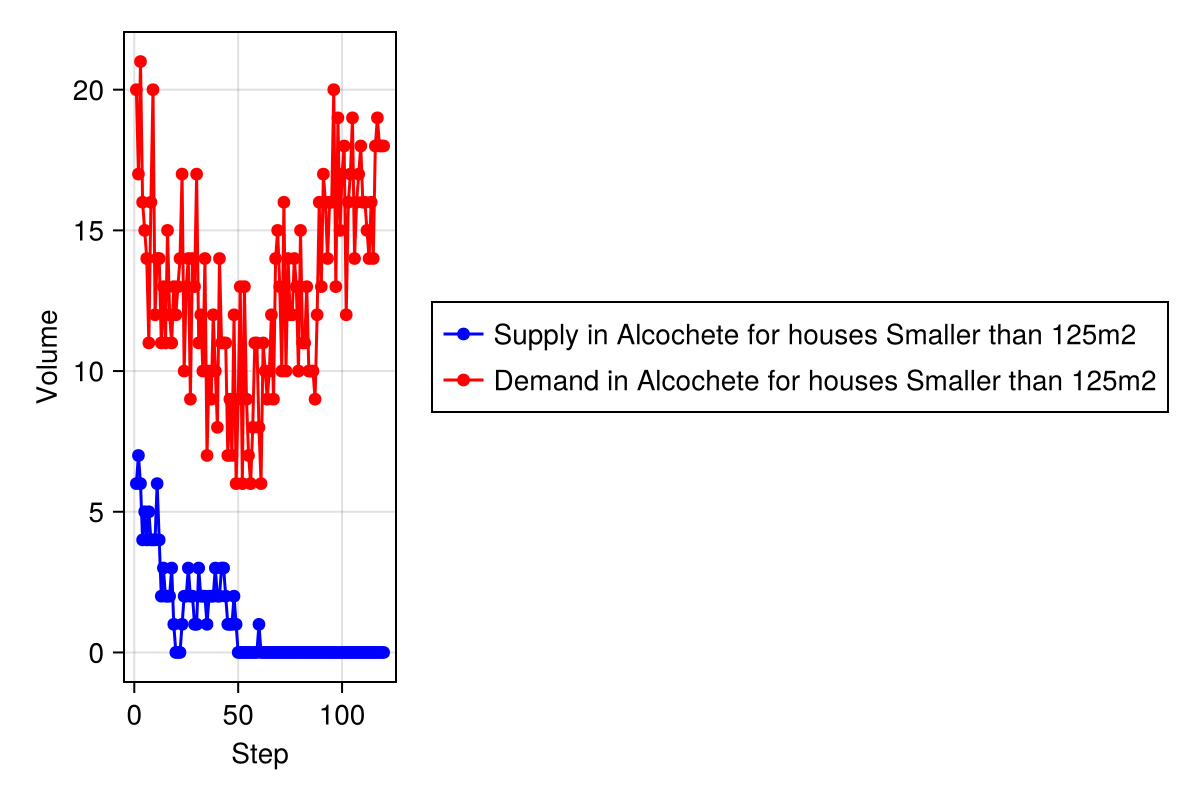 20
15
10
5
0
Volume
0 50 100
Step
Supply in Alcochete for houses Smaller than 125m2
Demand in Alcochete for houses Smaller than 125m2